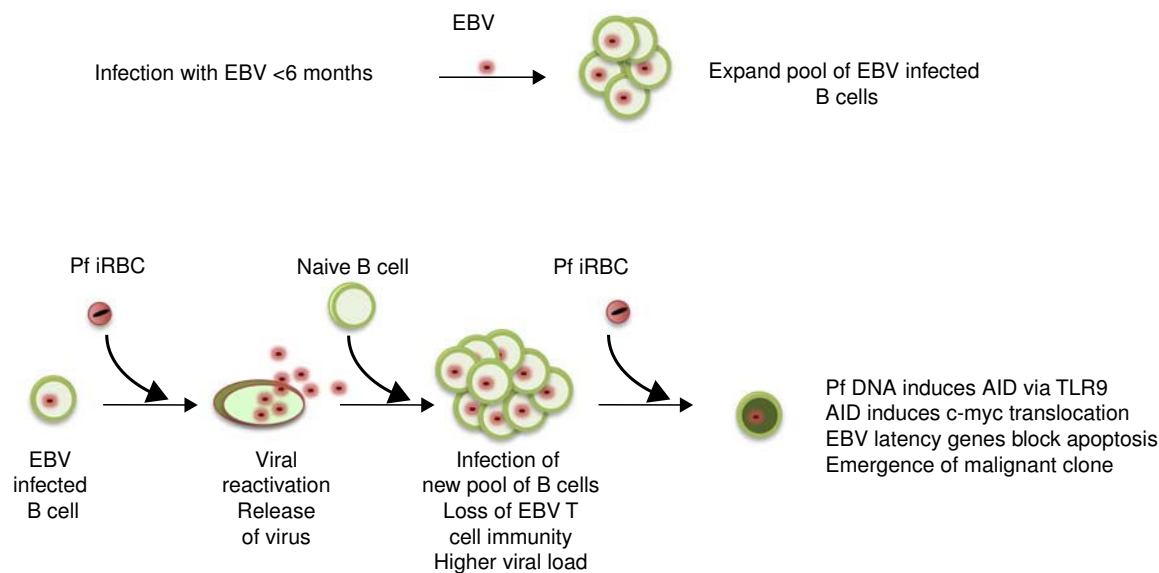 EBV
Infection with EBV <6 months
Expand pool of EBV infected
B cells
Pf iRBC
Naive B cell
Pf iRBC
EBV
infected
B cell
Viral
reactivation
Release
of virus
Infection of
new pool of B cells
Loss of EBV T
cell immunity
Higher viral load
Pf DNA induces AID via TLR9
AID induces c-myc translocation
EBV latency genes block apoptosis
Emergence of malignant clone